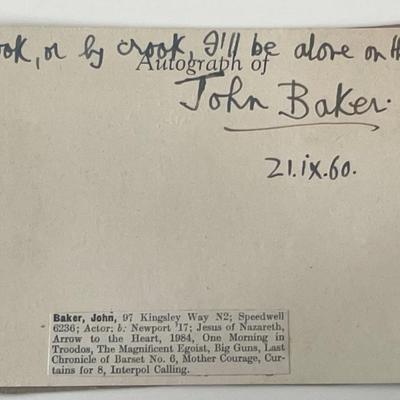 ook, or by crook, I'll be alone on th
Autograph of
John Baker.
21.ix.60.
Baker, John, 97 Kingsley Way N2; Speedwell
6236; Actor; b: Newport '17; Jesus of Nazareth,
Arrow to the Heart, 1984, One Morning in
Troodos, The Magnificent Egoist, Big Guns, Last
Chronicle of Barset No. 6, Mother Courage, Cur-
tains for 8, Interpol Calling.